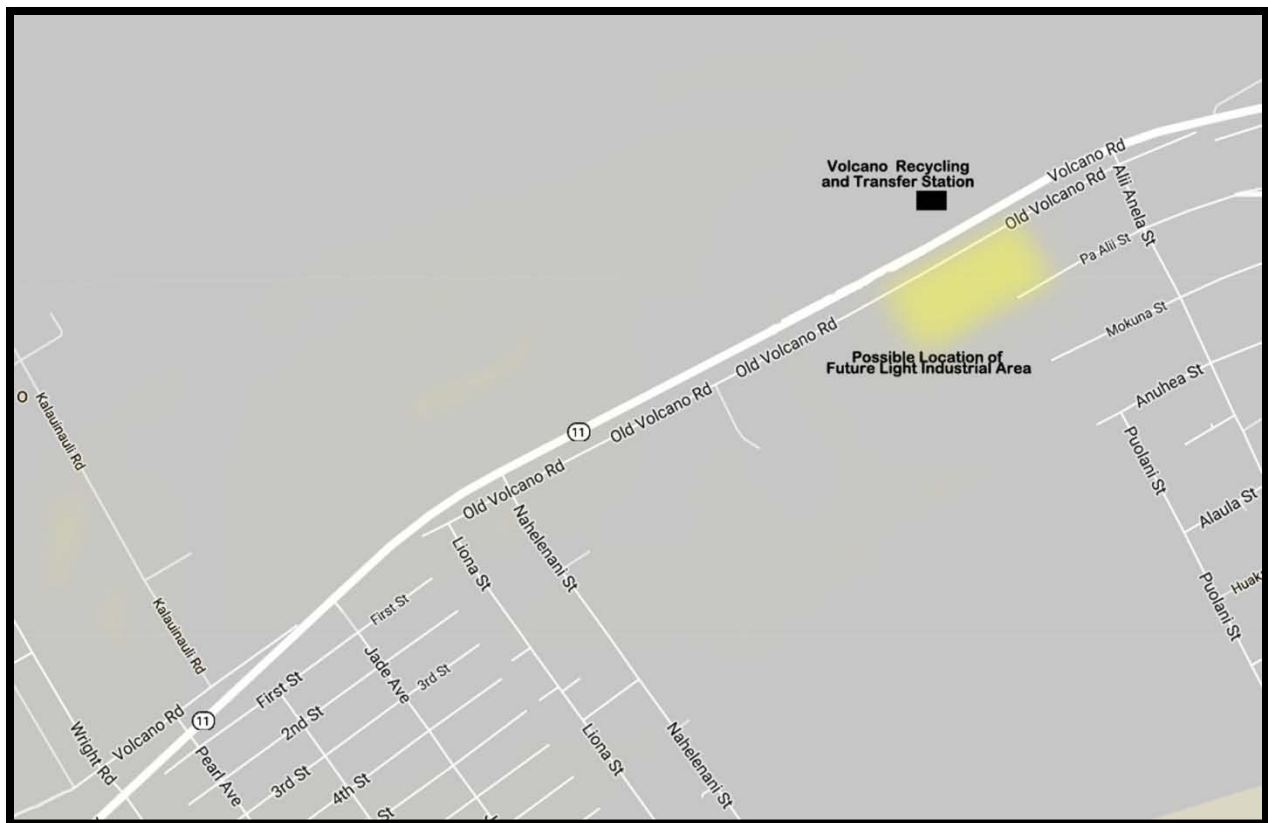 Volcano Rd
Volcano Recycling
and Transfer Station
Old Volcano Rd
Alii Anela St
Pa Alii St
Mokuna St
Old Volcano Rd
Possible Location of
Future Light Industrial Area
Anuhea St
Old Volcano Rd
O
Kalauinauli Rd
11
Puolani St
Old Volcano Rd
Alaula St
Nahelenani St
Liona St
Puolani St
Kalauinauli Rd
First St
Jade Ave
3rd St
First St
Volcano Rd
11
2nd St
Wright Rd
Pearl Ave
3rd St
4th St
Liona St
Nahelenani St
St